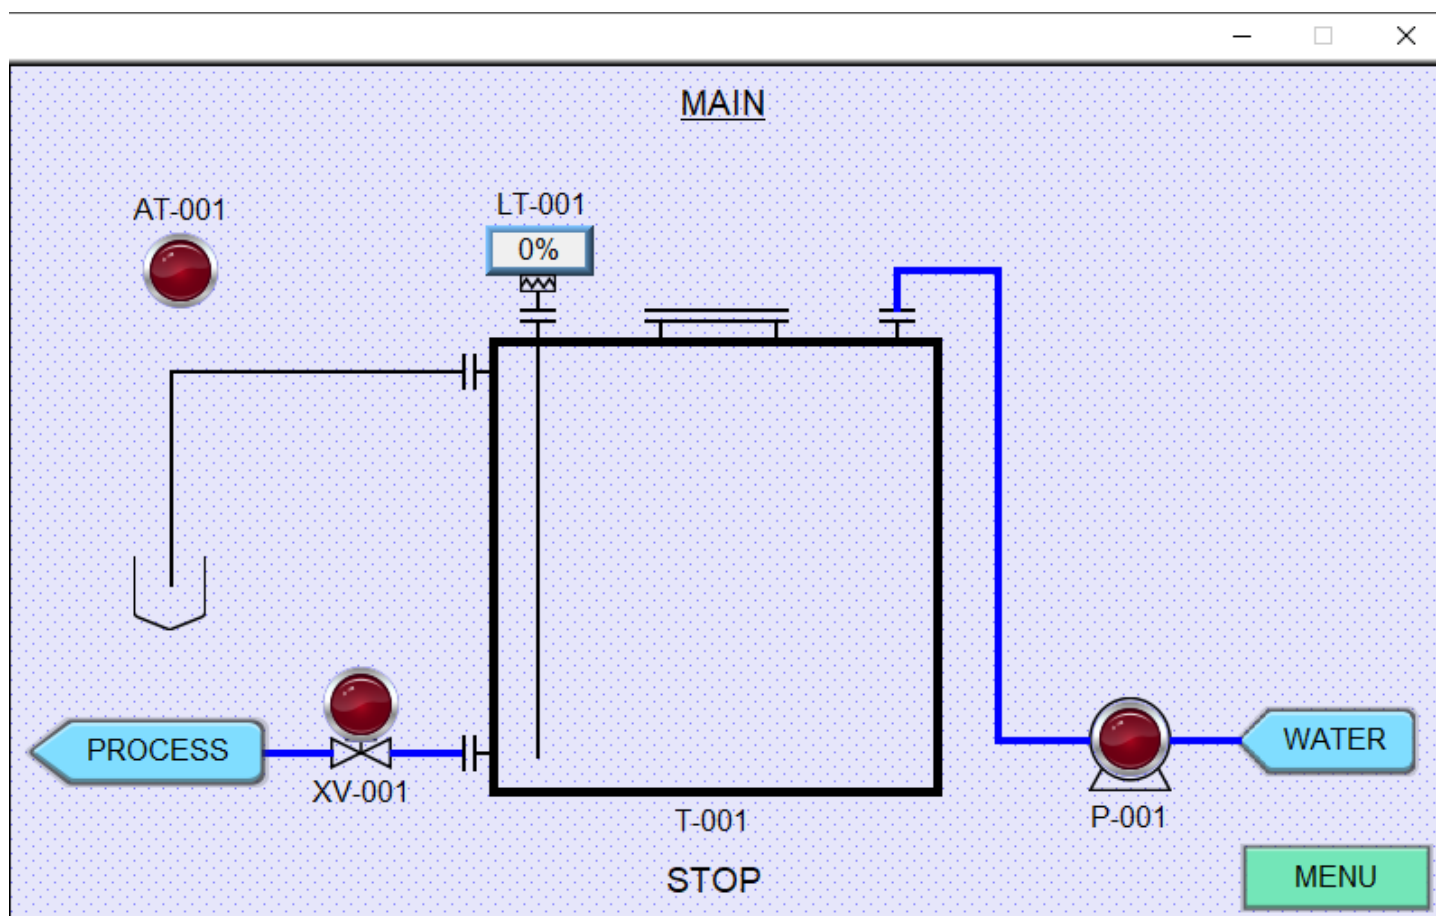 MAIN
AT-001
LT-001
0%
PROCESS
XV-001
T-001
WATER
P-001
STOP
MENU